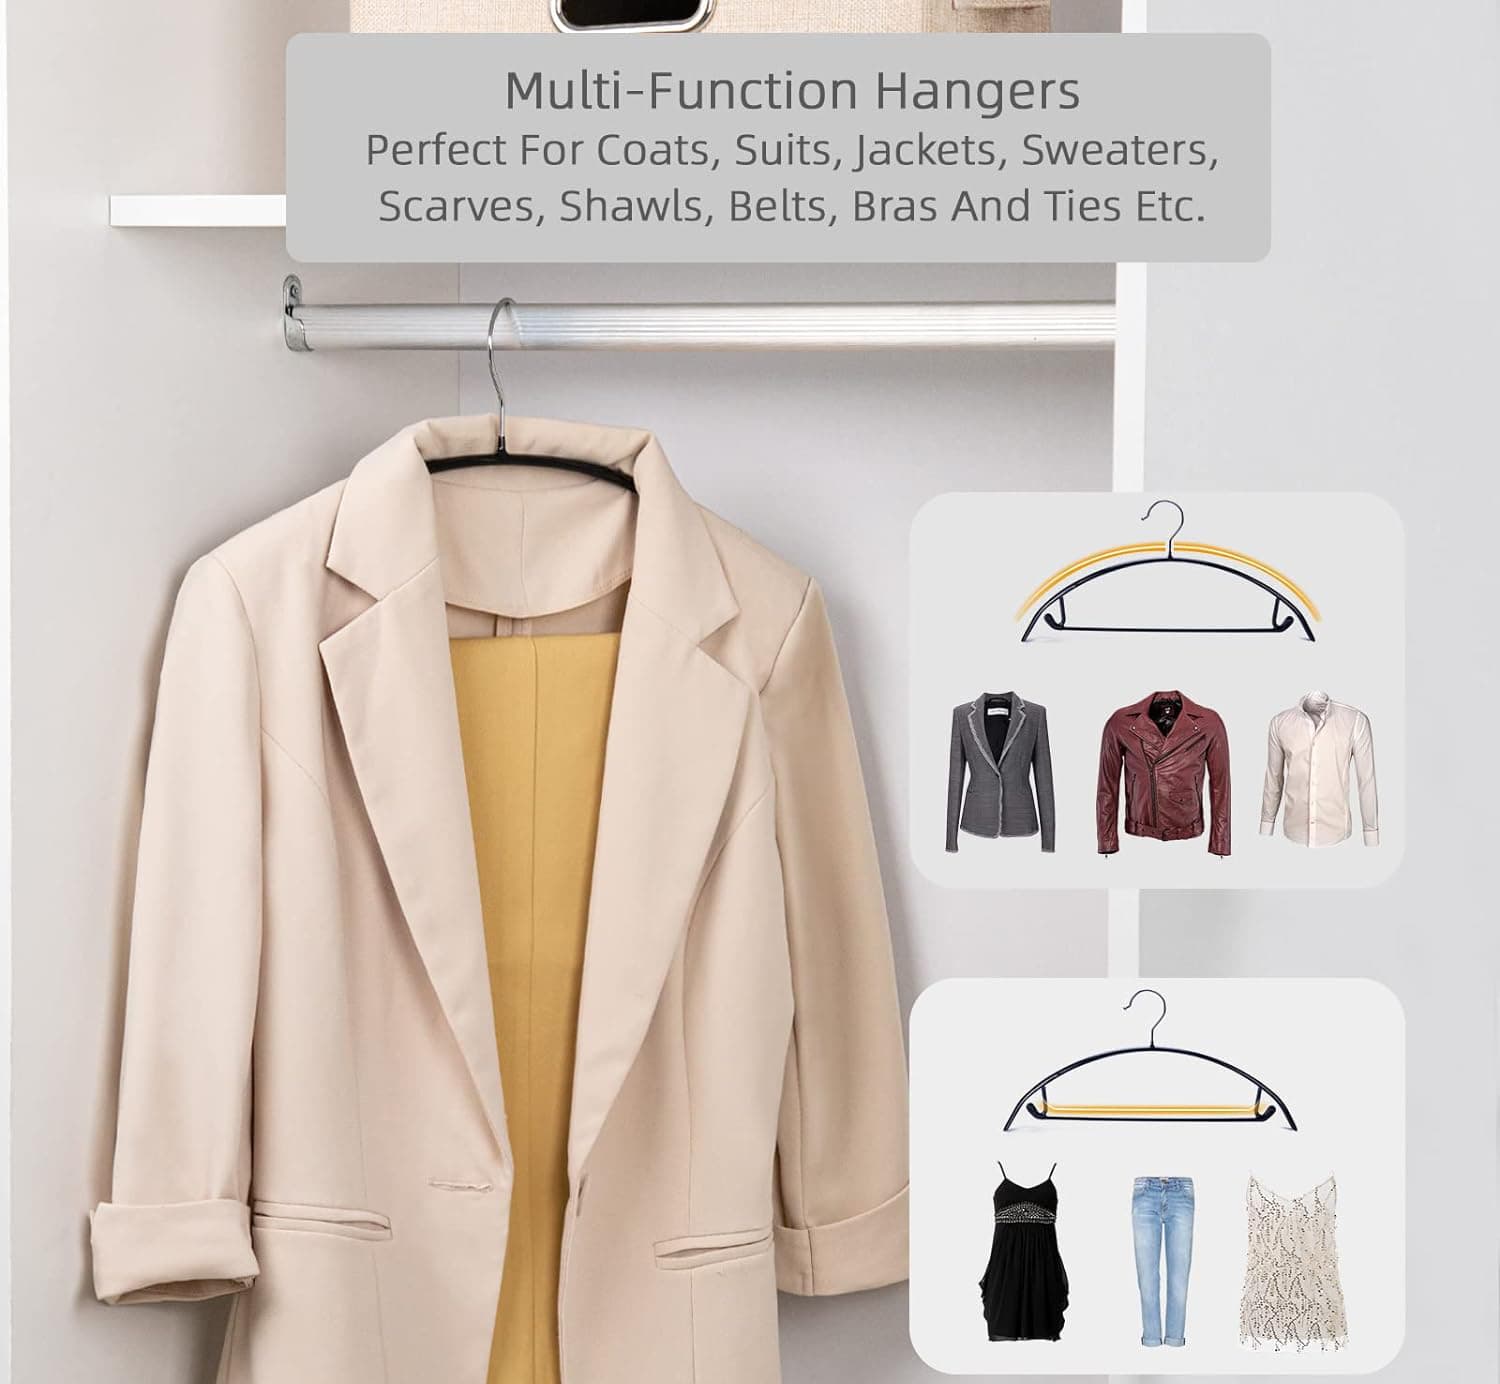 Multi-Function Hangers
Perfect For Coats, Suits, Jackets, Sweaters,
Scarves, Shawls, Belts, Bras And Ties Etc.